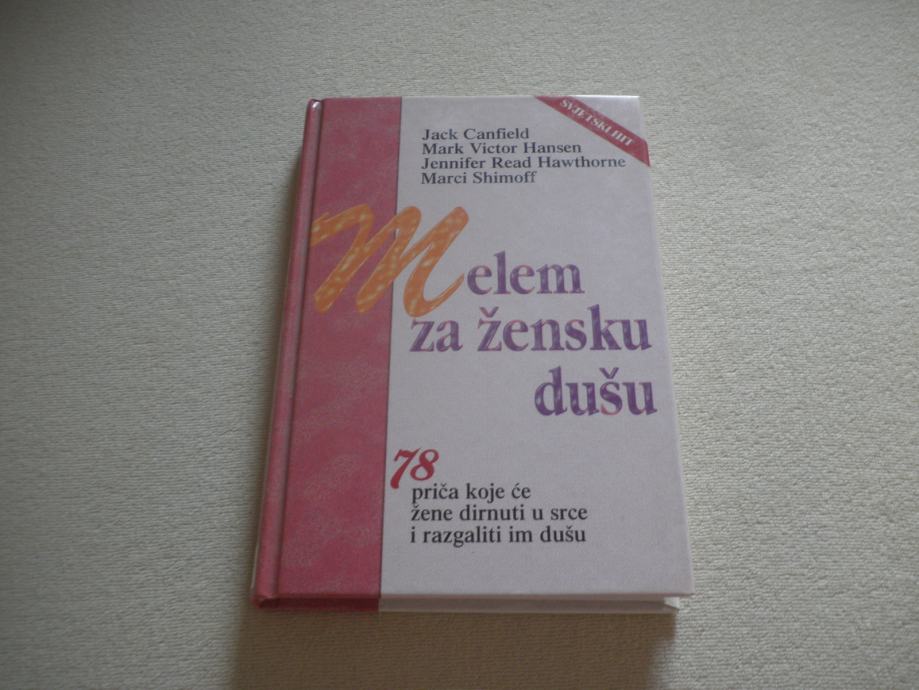 SVJETSKI HIT
Jack Canfield
Mark Victor Hansen
Jennifer Read Hawthorne
Marci Shimoff
Melem
za žensku
dušu
78
priča koje će
žene dirnuti u srce
i razgaliti im dušu